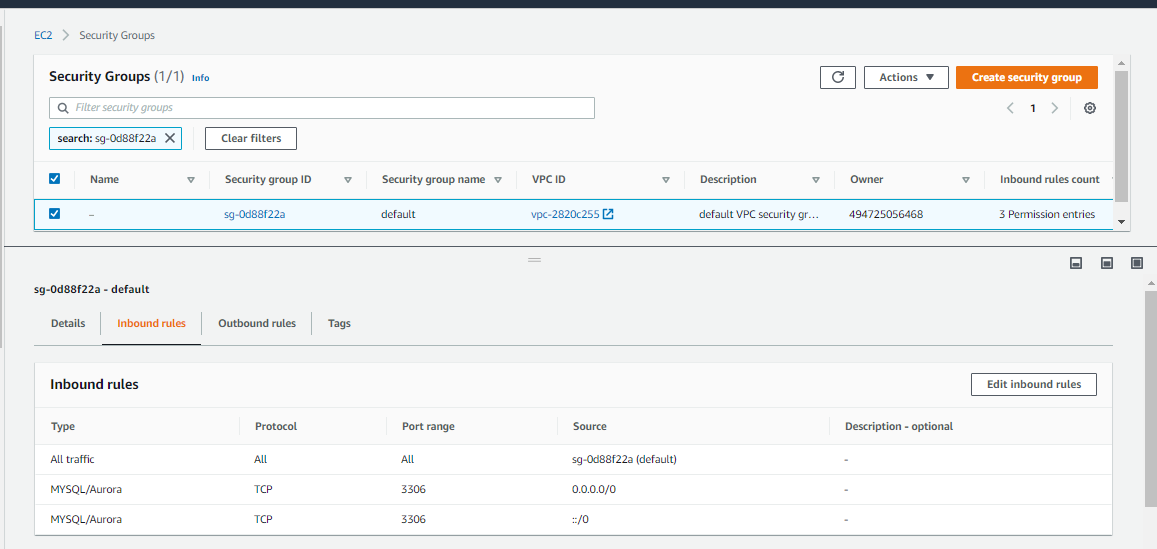 EC2 > Security Groups
Security Groups (1/1) Info
Actions
Create security group
Filter security groups
1
search: sg-0d88f22a
Clear filters
Name Security group ID Security group name VPC ID Description Owner Inbound rules count
– sg-0d88f22a default vpc-2820c255 default VPC security gr... 494725056468 3 Permission entries
sg-0d88f22a - default
Details Inbound rules Outbound rules Tags
Inbound rules
Edit inbound rules
Type Protocol Port range Source Description - optional
All traffic All All sg-0d88f22a (default) -
MYSQL/Aurora TCP 3306 0.0.0.0/0 -
MYSQL/Aurora TCP 3306 ::/0 -